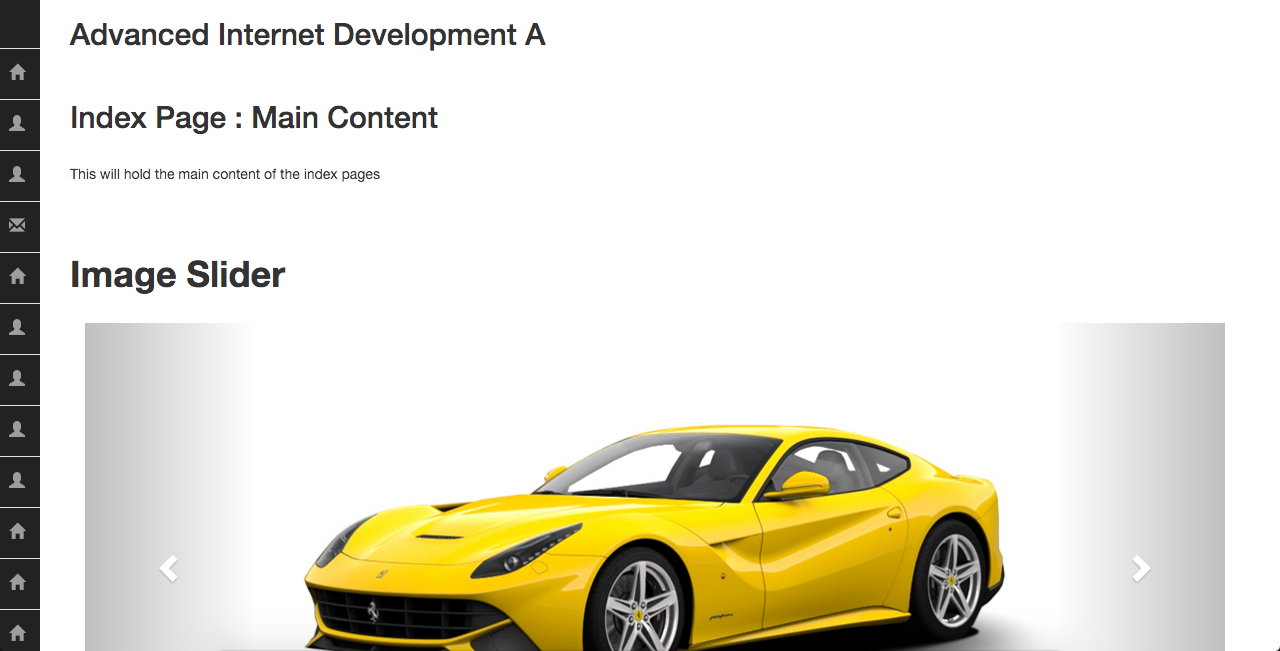 Advanced Internet Development A
Index Page : Main Content
This will hold the main content of the index pages
Image Slider